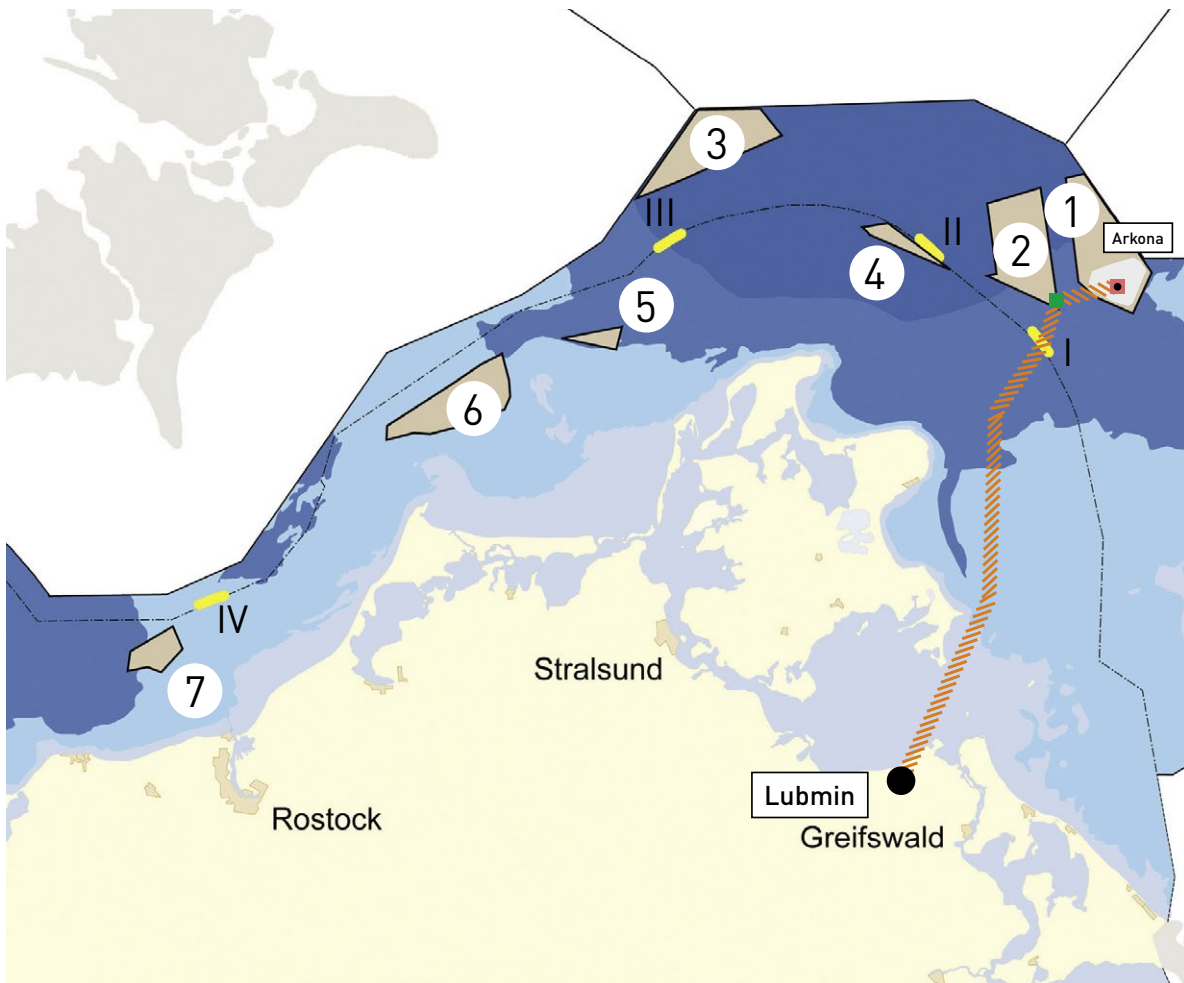 3
1
III
II
2
Arkona
4
5
I
6
IV
Stralsund
7
Lubmin
Rostock
Greifswald